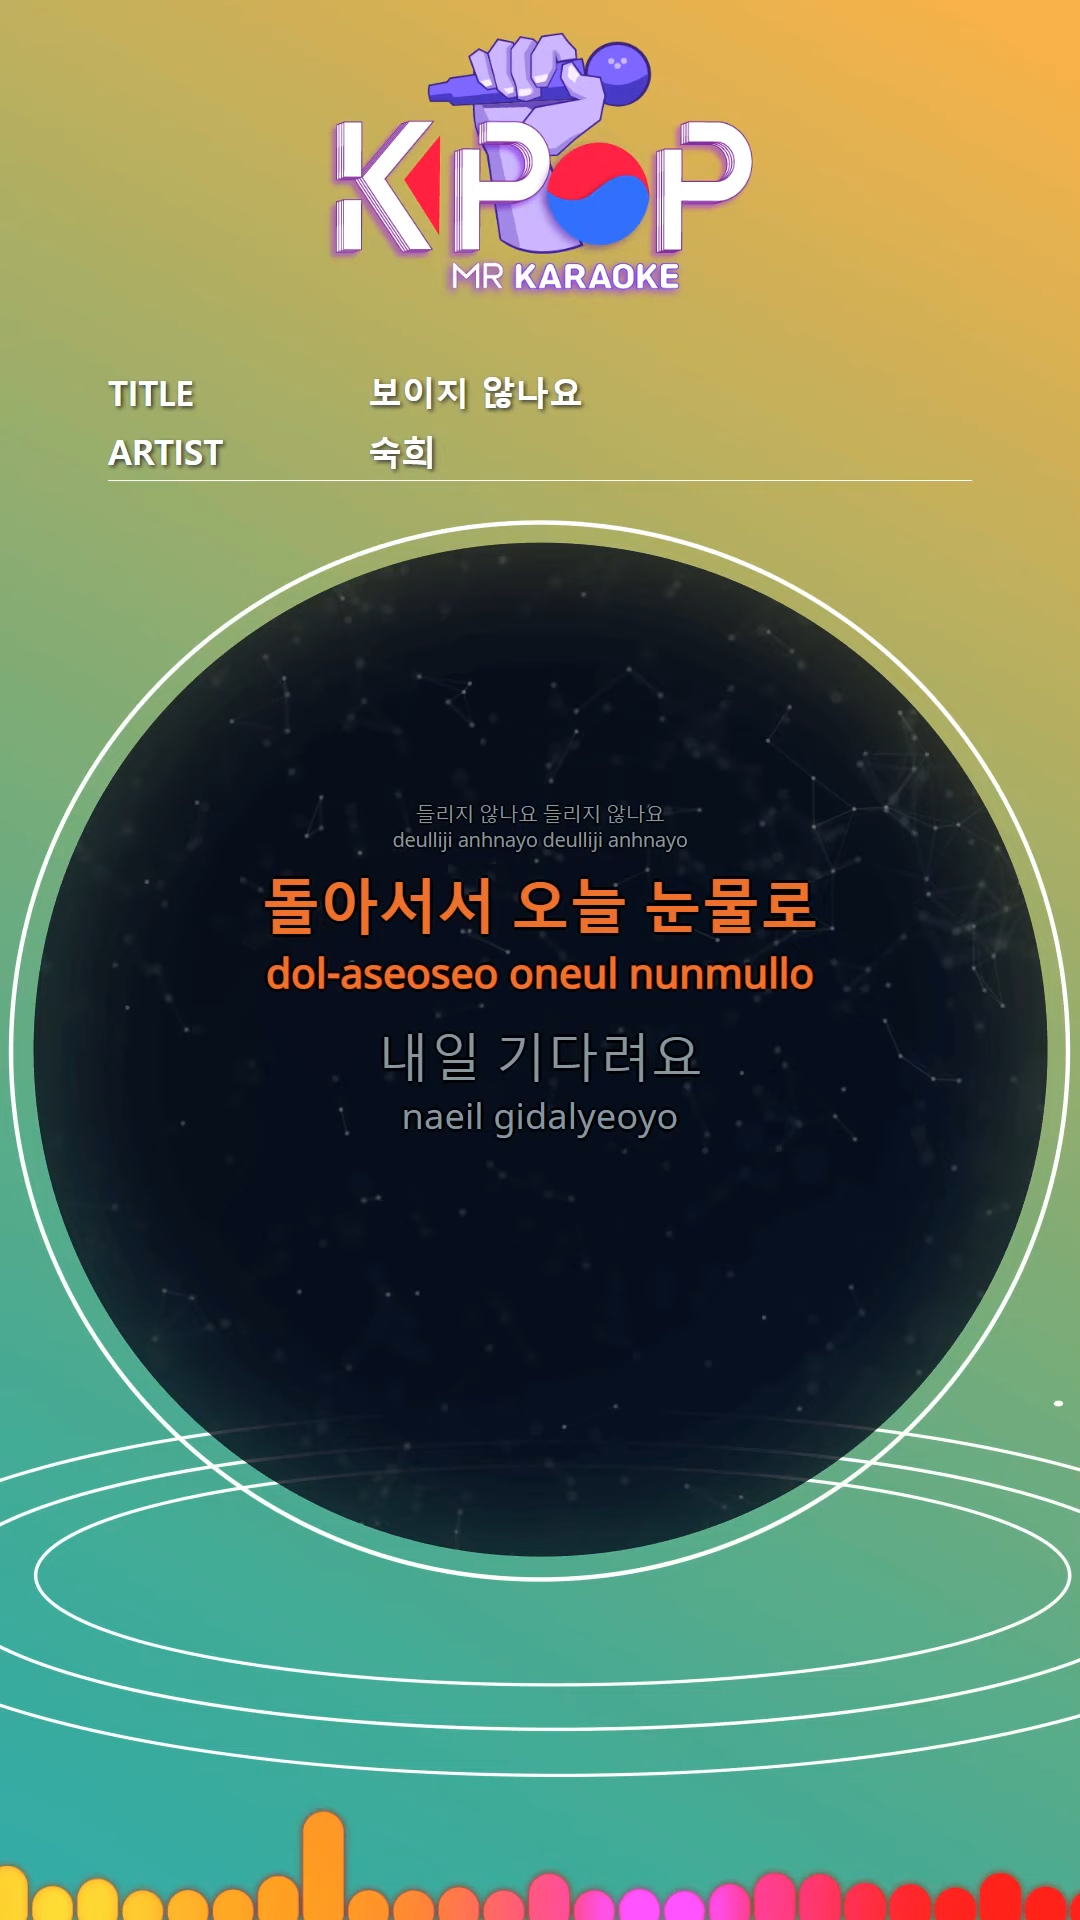 KPOP
MR KARAOKE
TITLE 보이지 않나요
ARTIST 숙희
들리지 않나요 들리지 않나요
deulliji anhnayo deulliji anhnayo
돌아서서 오늘 눈물로
dol-aseoseo oneul nunmullo
내일 기다려요
naeil gidalyeoyo